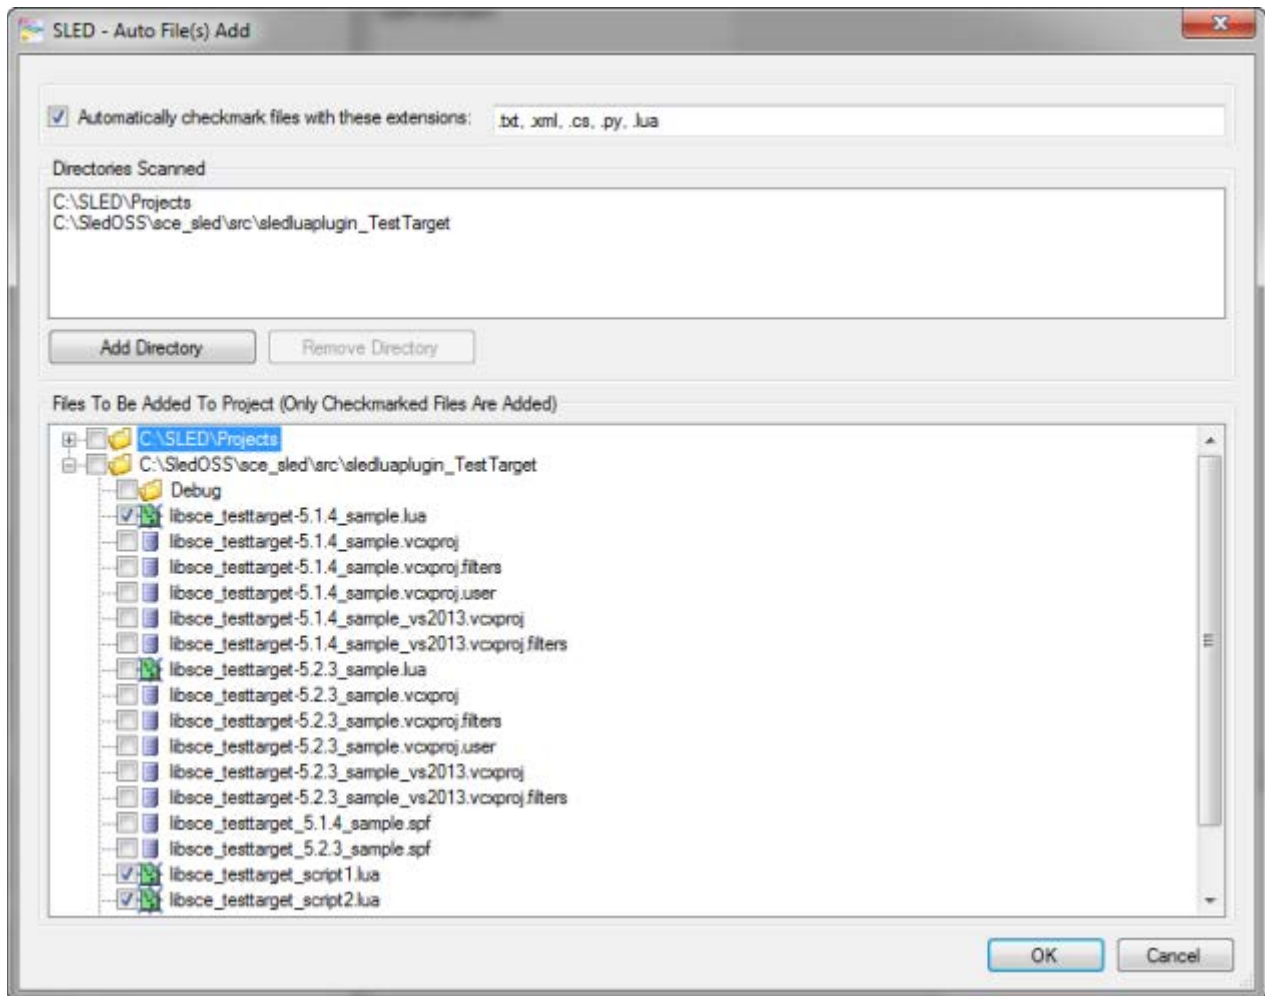 SLED - Auto File(s) Add
Automatically checkmark files with these extensions: .txt, .xml, .cs, .py, .lua
Directories Scanned
C:\SLED\Projects
C:\SledOSS\sce_sled\src\sledluaplugin_TestTarget
Add Directory Remove Directory
Files To Be Added To Project (Only Checkmarked Files Are Added)
C:\SLED\Projects
C:\SledOSS\sce_sled\src\sledluaplugin_TestTarget
Debug
libsce_testtarget-5.1.4_sample.lua
libsce_testtarget-5.1.4_sample.vcxproj
libsce_testtarget-5.1.4_sample.vcxproj.filters
libsce_testtarget-5.1.4_sample.vcxproj.user
libsce_testtarget-5.1.4_sample_vs2013.vcxproj
libsce_testtarget-5.1.4_sample_vs2013.vcxproj.filters
libsce_testtarget-5.2.3_sample.lua
libsce_testtarget-5.2.3_sample.vcxproj
libsce_testtarget-5.2.3_sample.vcxproj.filters
libsce_testtarget-5.2.3_sample.vcxproj.user
libsce_testtarget-5.2.3_sample_vs2013.vcxproj
libsce_testtarget-5.2.3_sample_vs2013.vcxproj.filters
libsce_testtarget_5.1.4_sample.spf
libsce_testtarget_5.2.3_sample.spf
libsce_testtarget_script1.lua
libsce_testtarget_script2.lua
OK Cancel